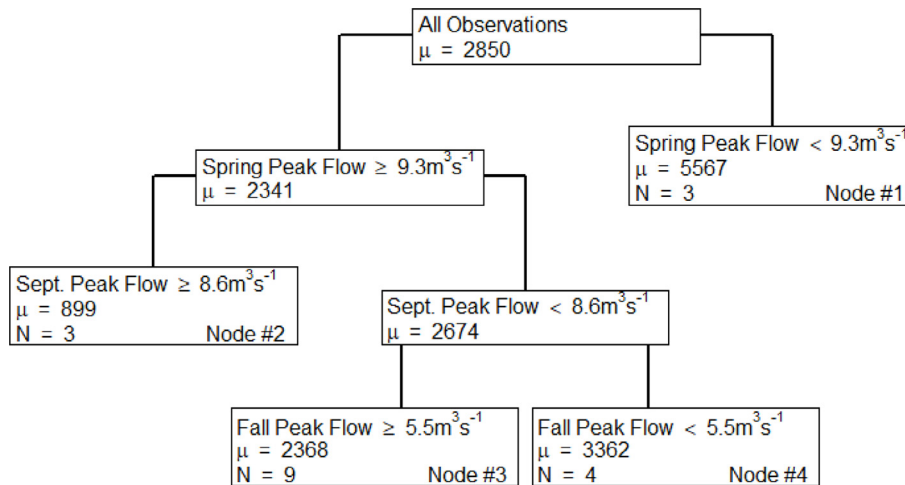 All Observations
μ = 2850
Spring Peak Flow < 9.3m³s⁻¹
μ = 5567
N = 3 Node #1
Spring Peak Flow ≥ 9.3m³s⁻¹
μ = 2341
Sept. Peak Flow ≥ 8.6m³s⁻¹
μ = 899
N = 3 Node #2
Sept. Peak Flow < 8.6m³s⁻¹
μ = 2674
Fall Peak Flow ≥ 5.5m³s⁻¹
μ = 2368
N = 9 Node #3
Fall Peak Flow < 5.5m³s⁻¹
μ = 3362
N = 4 Node #4